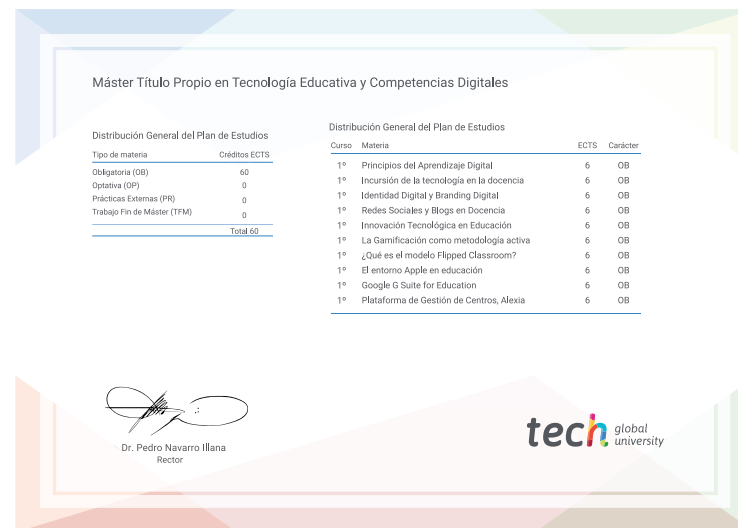 Máster Título Propio en Tecnología Educativa y Competencias Digitales
Distribución General del Plan de Estudios
Tipo de materia Créditos ECTS
Obligatoria (OB) 60
Optativa (OP) 0
Prácticas Externas (PR) 0
Trabajo Fin de Máster (TFM) 0
Total 60
Distribución General del Plan de Estudios
Curso Materia ECTS Carácter
1º Principios del Aprendizaje Digital 6 OB
1º Incursión de la tecnología en la docencia 6 OB
1º Identidad Digital y Branding Digital 6 OB
1º Redes Sociales y Blogs en Docencia 6 OB
1º Innovación Tecnológica en Educación 6 OB
1º La Gamificación como metodología activa 6 OB
1º ¿Qué es el modelo Flipped Classroom? 6 OB
1º El entorno Apple en educación 6 OB
1º Google G Suite for Education 6 OB
1º Plataforma de Gestión de Centros, Alexia 6 OB
Dr. Pedro Navarro Illana
Rector
tech global
university